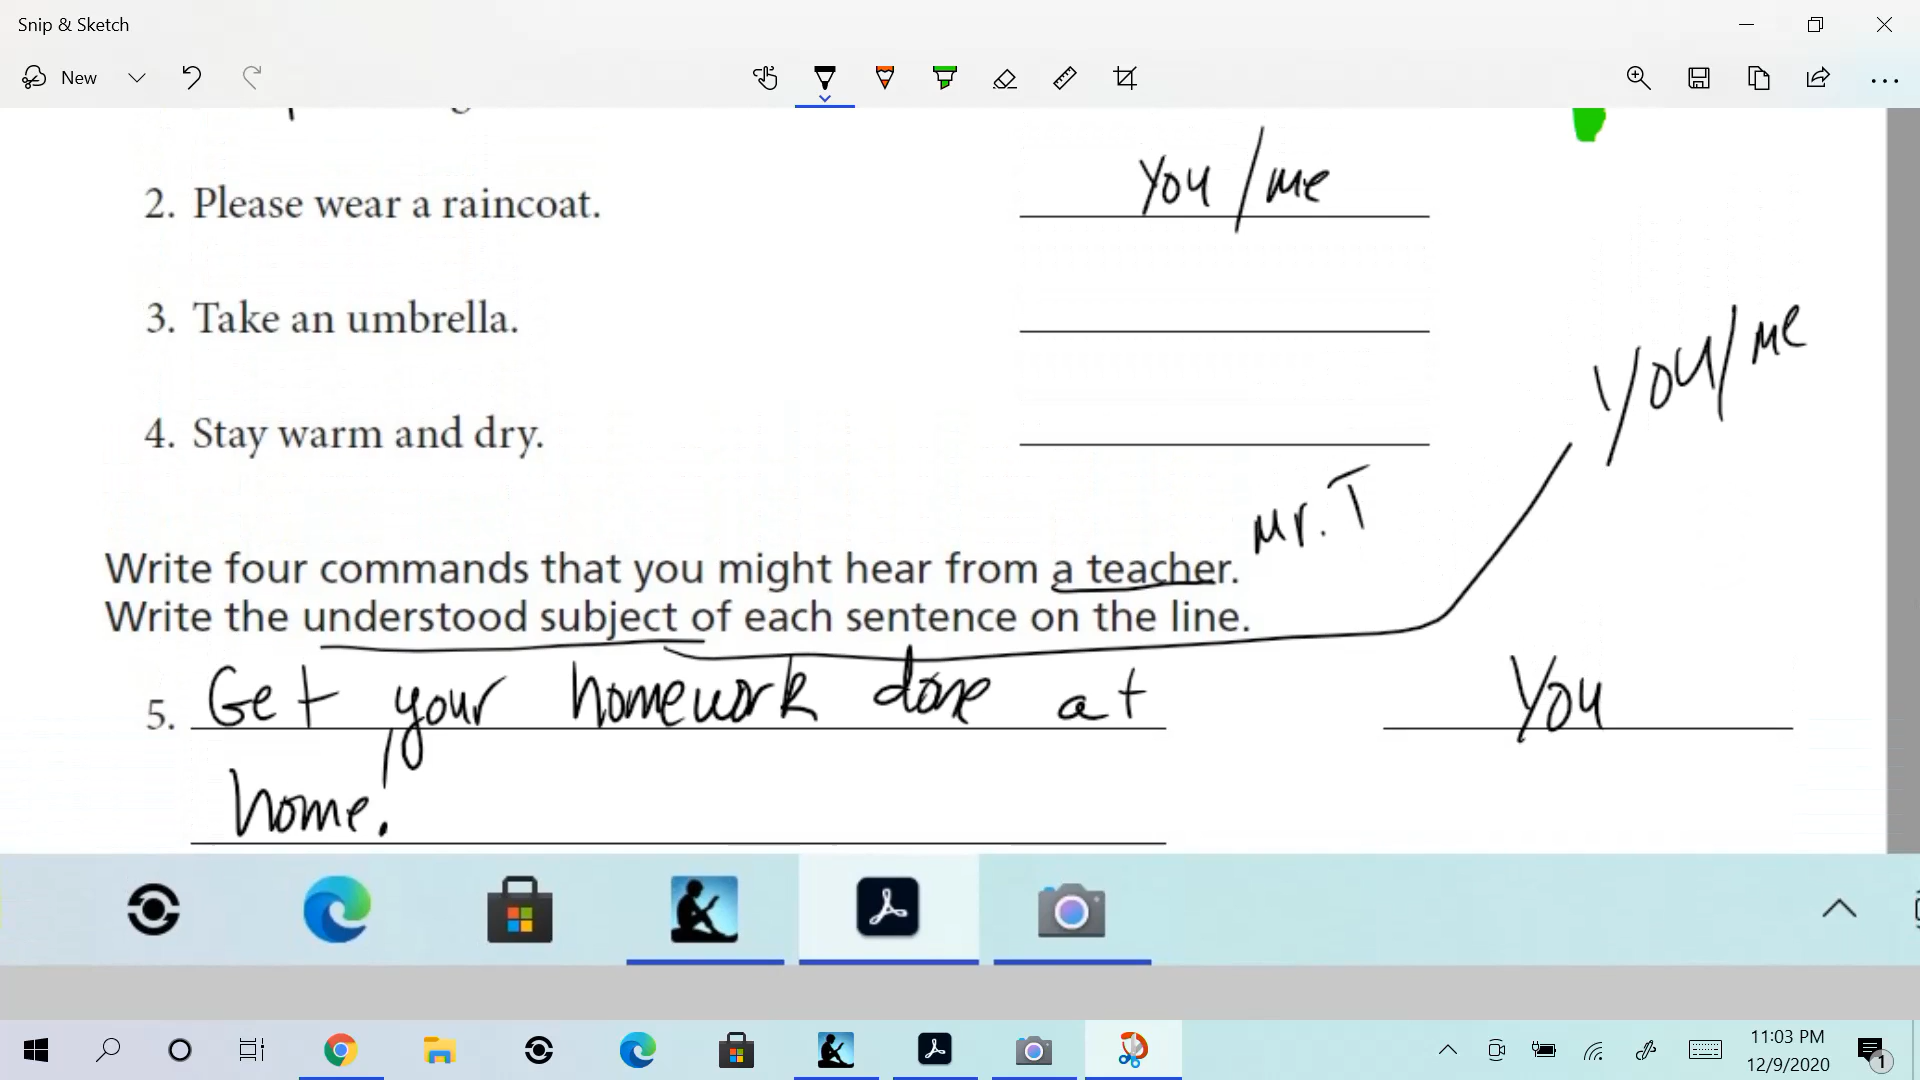 Snip & Sketch
New
You/me
2. Please wear a raincoat.
3. Take an umbrella.
You/me
4. Stay warm and dry.
Mr. T
Write four commands that you might hear from a teacher.
Write the understood subject of each sentence on the line.
5. Get your homework done at
You
home.
11:03 PM
12/9/2020
1